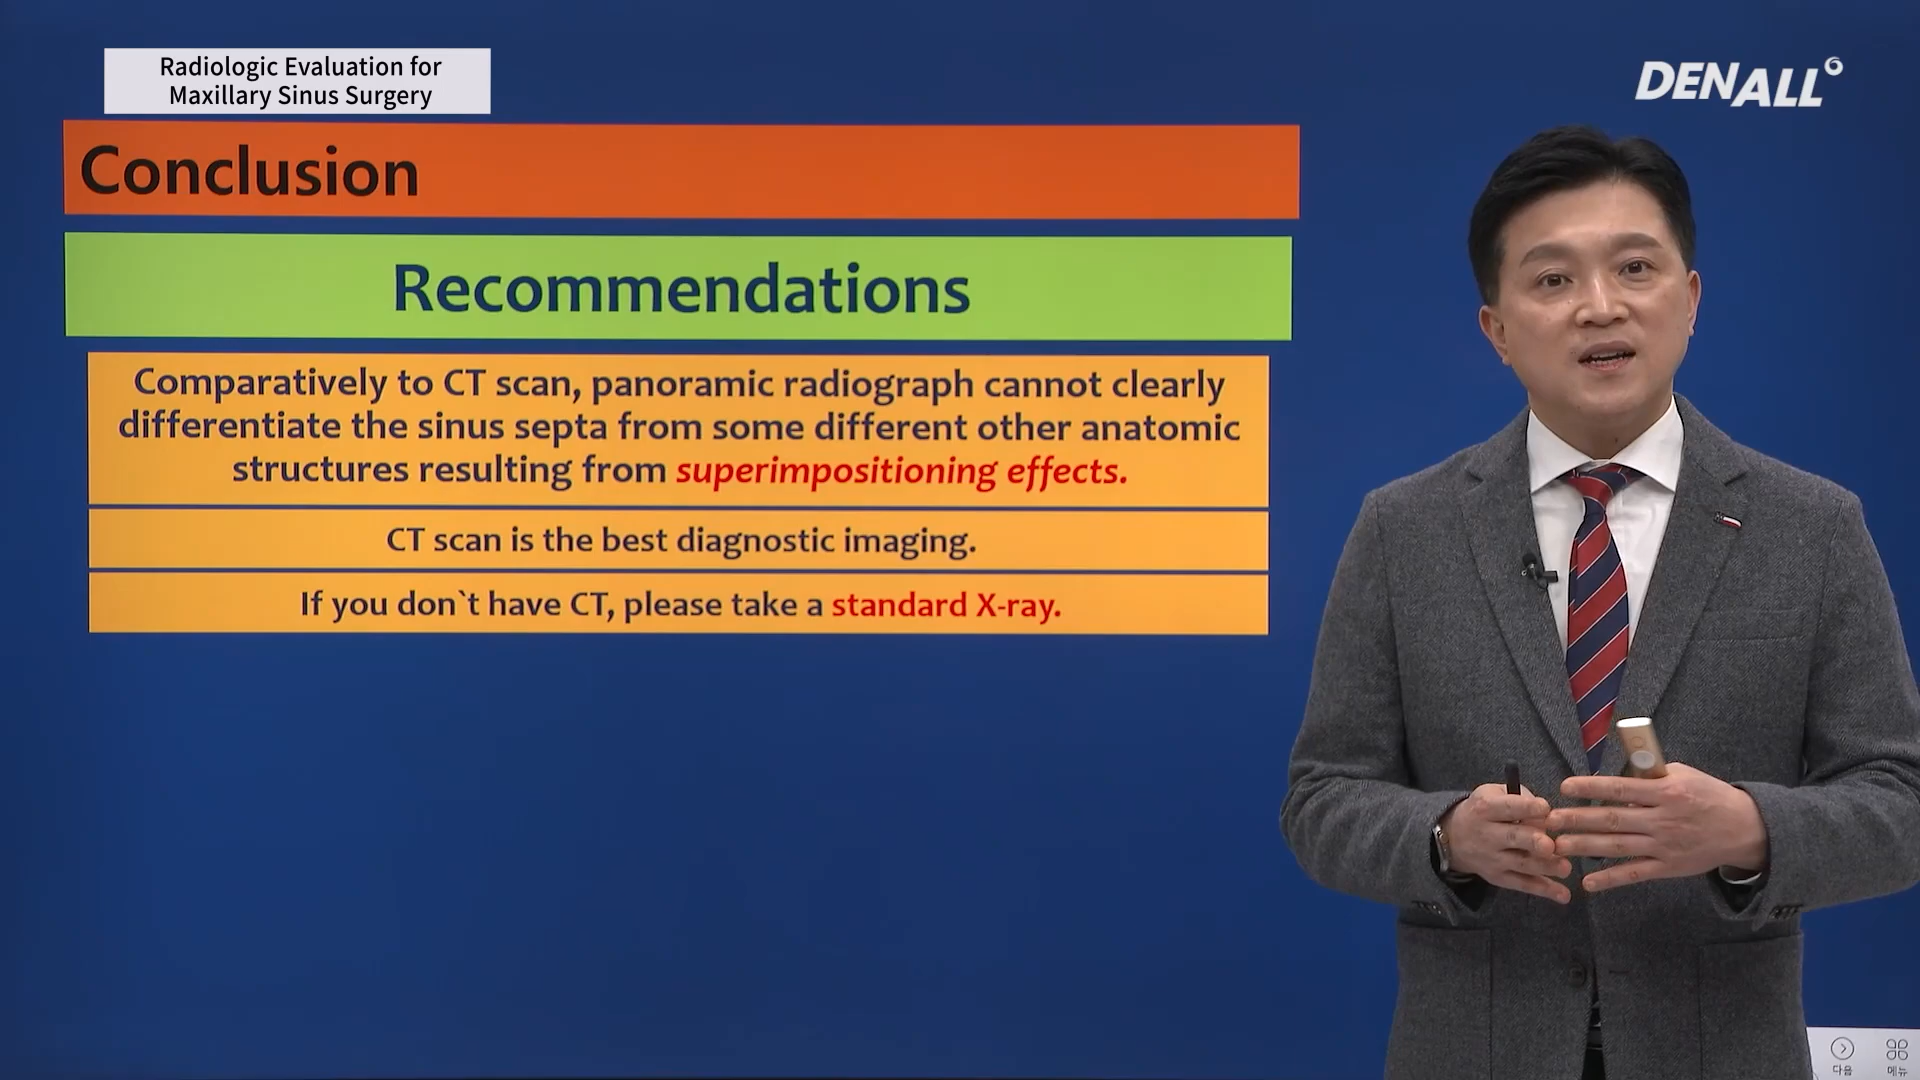 Radiologic Evaluation for
Maxillary Sinus Surgery
DENALL
Conclusion
Recommendations
Comparatively to CT scan, panoramic radiograph cannot clearly
differentiate the sinus septa from some different other anatomic
structures resulting from superimpositioning effects.
CT scan is the best diagnostic imaging.
If you don`t have CT, please take a standard X-ray.
다음
메뉴